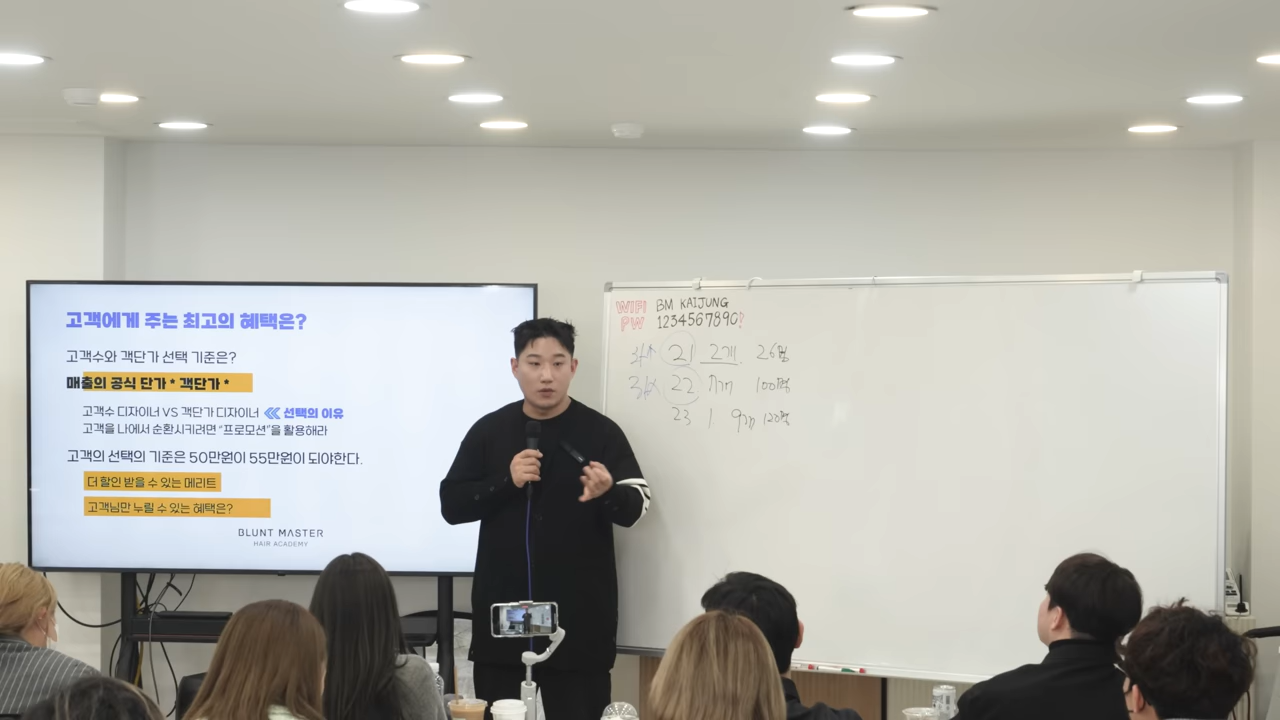 고객에게 주는 최고의 혜택은?
고객수와 객단가 선택 기준은?
매출의 공식 단가 * 객단가 *
고객수 디자이너 VS 객단가 디자이너 《 선택의 이유
고객을 나에서 순환시키려면 "프로모션"을 활용해라
고객의 선택의 기준은 50만원이 55만원이 되야한다.
더 할인 받을 수 있는 메리트
고객님만 누릴 수 있는 혜택은?
BLUNT MASTER
HAIR ACADEMY
WIFI BM KAIJUNG
PW 1234567890?
21 2개 26명
22 100명
23 1 120명